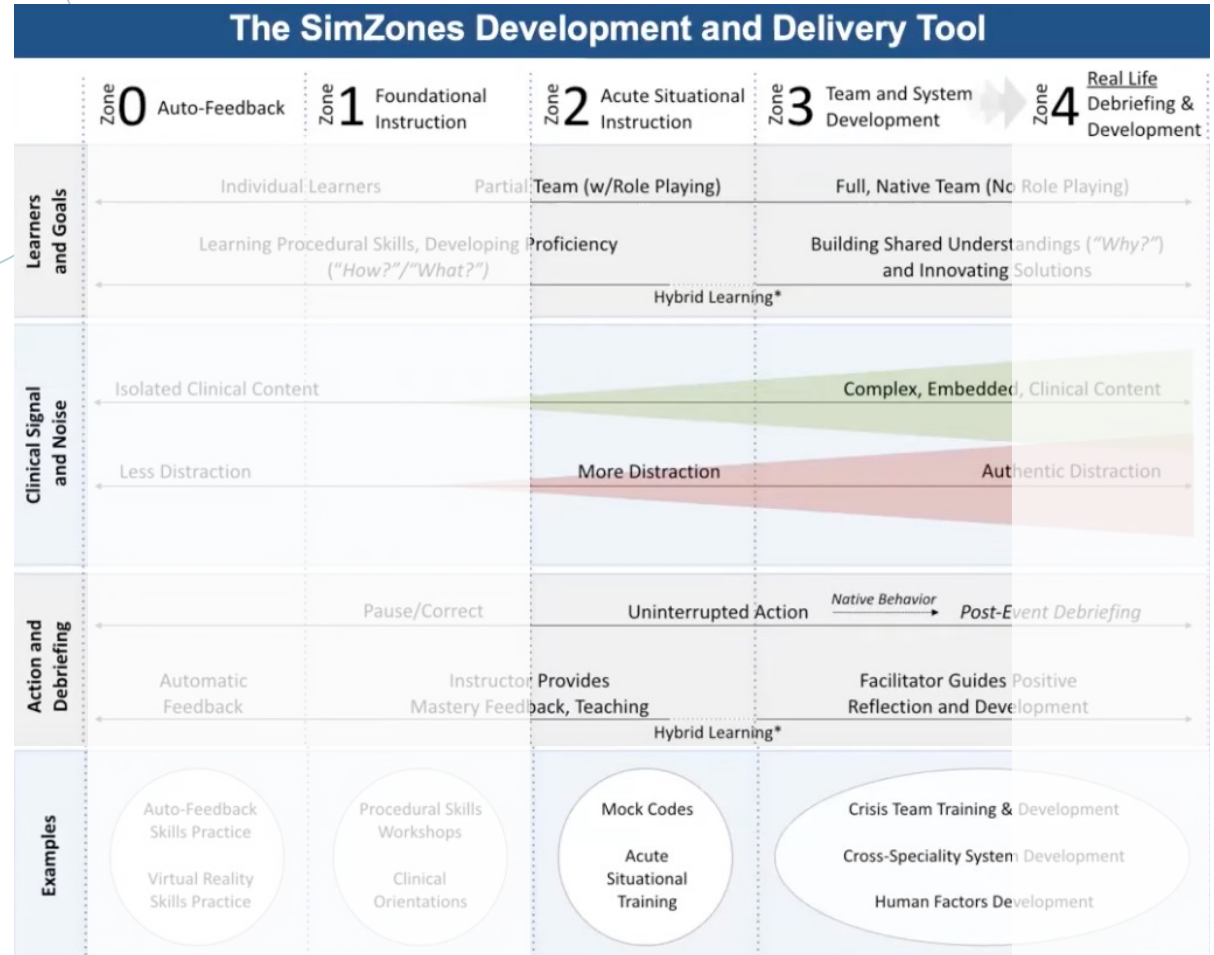 The SimZones Development and Delivery Tool
Zone 0 Auto-Feedback
Zone 1 Foundational
Instruction
Zone 2 Acute Situational
Instruction
Zone 3 Team and System
Development
Zone 4 Real Life
Debriefing &
Development
Learners
and Goals
Individual Learners
Partial Team (w/Role Playing)
Full, Native Team (No Role Playing)
Learning Procedural Skills, Developing Proficiency
("How?"/"What?")
Building Shared Understandings ("Why?")
and Innovating Solutions
Hybrid Learning*
Clinical Signal
and Noise
Isolated Clinical Content
Complex, Embedded, Clinical Content
Less Distraction
More Distraction
Authentic Distraction
Action and
Debriefing
Pause/Correct
Uninterrupted Action
Native Behavior
Post-Event Debriefing
Automatic
Feedback
Instructor Provides
Mastery Feedback, Teaching
Facilitator Guides Positive
Reflection and Development
Hybrid Learning*
Examples
Auto-Feedback
Skills Practice
Virtual Reality
Skills Practice
Procedural Skills
Workshops
Clinical
Orientations
Mock Codes
Acute
Situational
Training
Crisis Team Training & Development
Cross-Speciality System Development
Human Factors Development